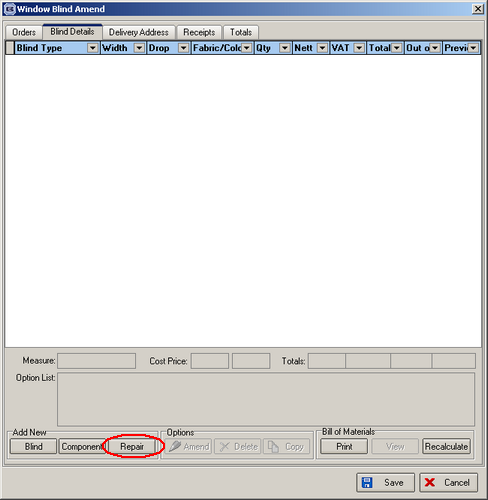 Window Blind Amend
Orders Blind Details Delivery Address Receipts Totals
Blind Type Width Drop Fabric/Colo Qty Nett VAT Total Out o Previ
Measure: Cost Price: Totals:
Option List:
Add New Options Bill of Materials
Blind Component Repair Amend Delete Copy Print View Recalculate
Save Cancel